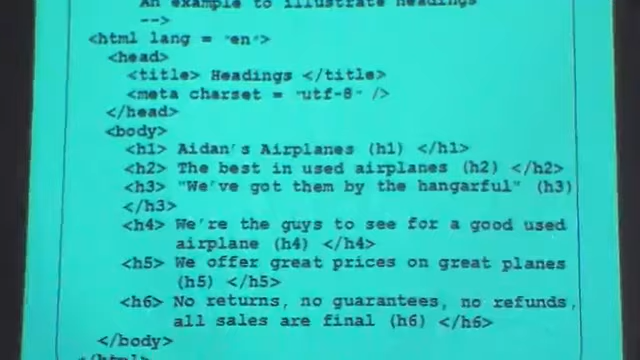 An example to illustrate headings
-->
<html lang = "en">
<head>
<title> Headings </title>
<meta charset = "utf-8" />
</head>
<body>
<h1> Aidan's Airplanes (h1) </h1>
<h2> The best in used airplanes (h2) </h2>
<h3> "We've got them by the hangarful" (h3)
</h3>
<h4> We're the guys to see for a good used
airplane (h4) </h4>
<h5> We offer great prices on great planes
(h5) </h5>
<h6> No returns, no guarantees, no refunds,
all sales are final (h6) </h6>
</body>
</html>